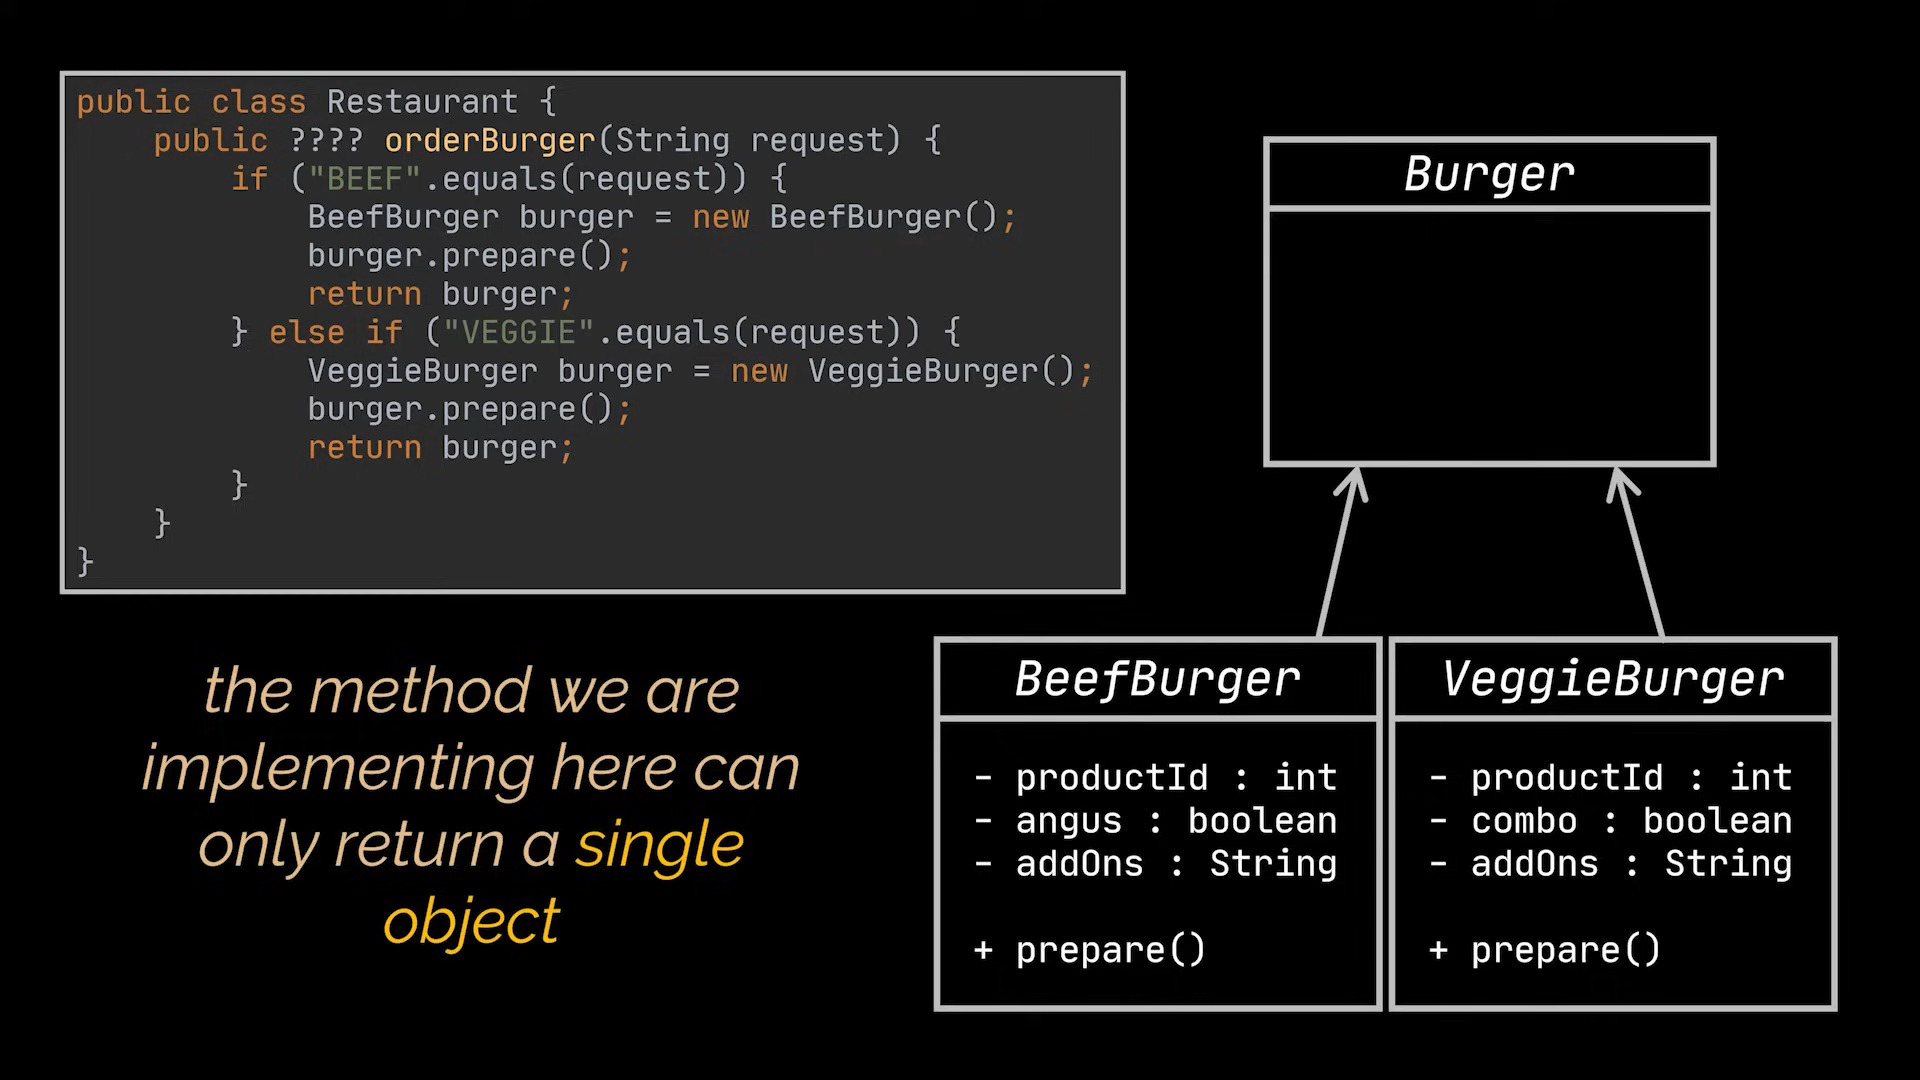 public class Restaurant {
    public ???? orderBurger(String request) {
        if ("BEEF".equals(request)) {
            BeefBurger burger = new BeefBurger();
            burger.prepare();
            return burger;
        } else if ("VEGGIE".equals(request)) {
            VeggieBurger burger = new VeggieBurger();
            burger.prepare();
            return burger;
        }
    }
}
the method we are
implementing here can
only return a single
object
Burger
BeefBurger
- productId : int
- angus : boolean
- addOns : String
+ prepare()
VeggieBurger
- productId : int
- combo : boolean
- addOns : String
+ prepare()